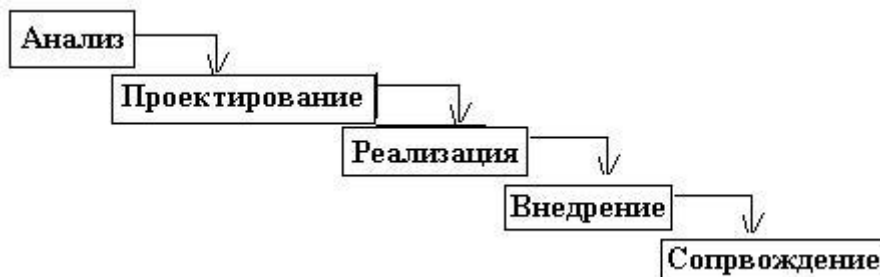 Анализ
Проектирование
Реализация
Внедрение
Сопрвождение